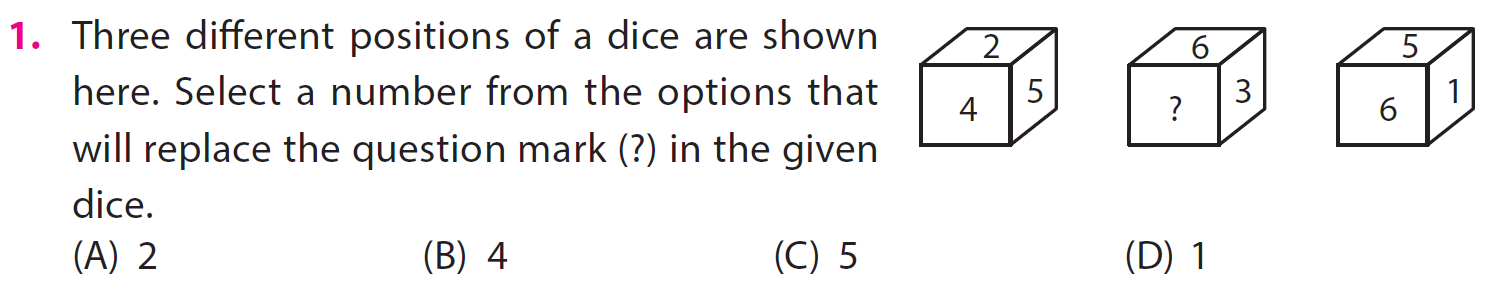 1. Three different positions of a dice are shown
here. Select a number from the options that
will replace the question mark (?) in the given
dice.
2
4 5
6
? 3
5
6 1
(A) 2 (B) 4 (C) 5 (D) 1